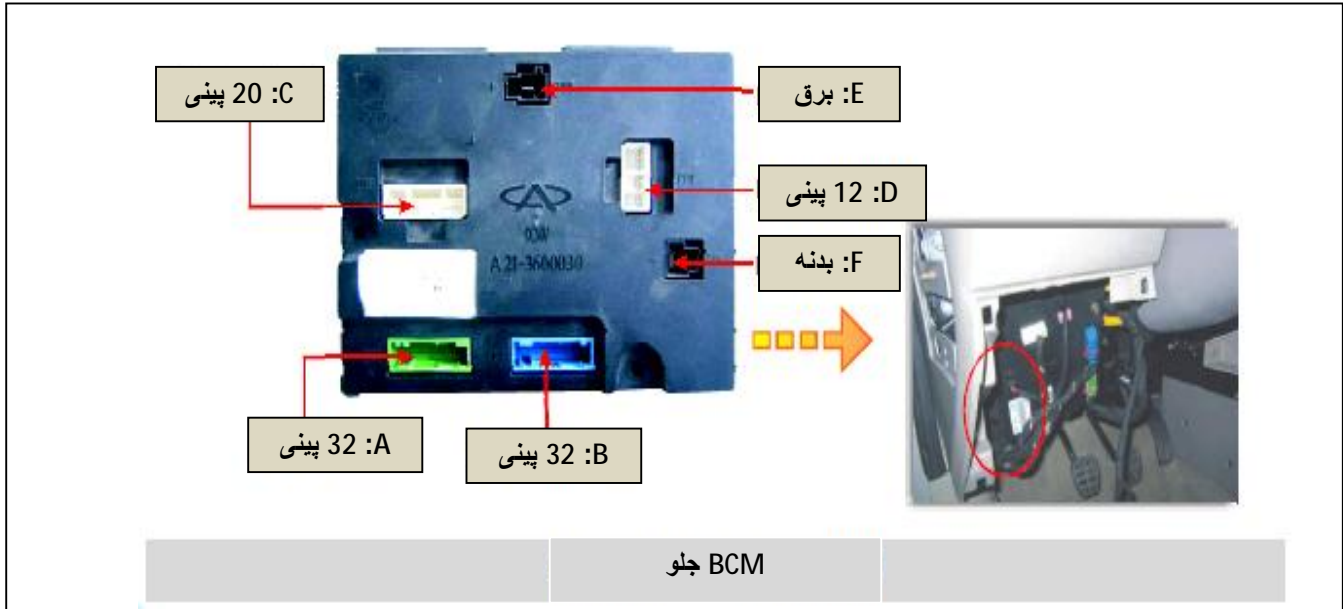 C: 20 پینی
E: برق
D: 12 پینی
F: بدنه
A 21-3600030
A: 32 پینی
B: 32 پینی
BCM جلو